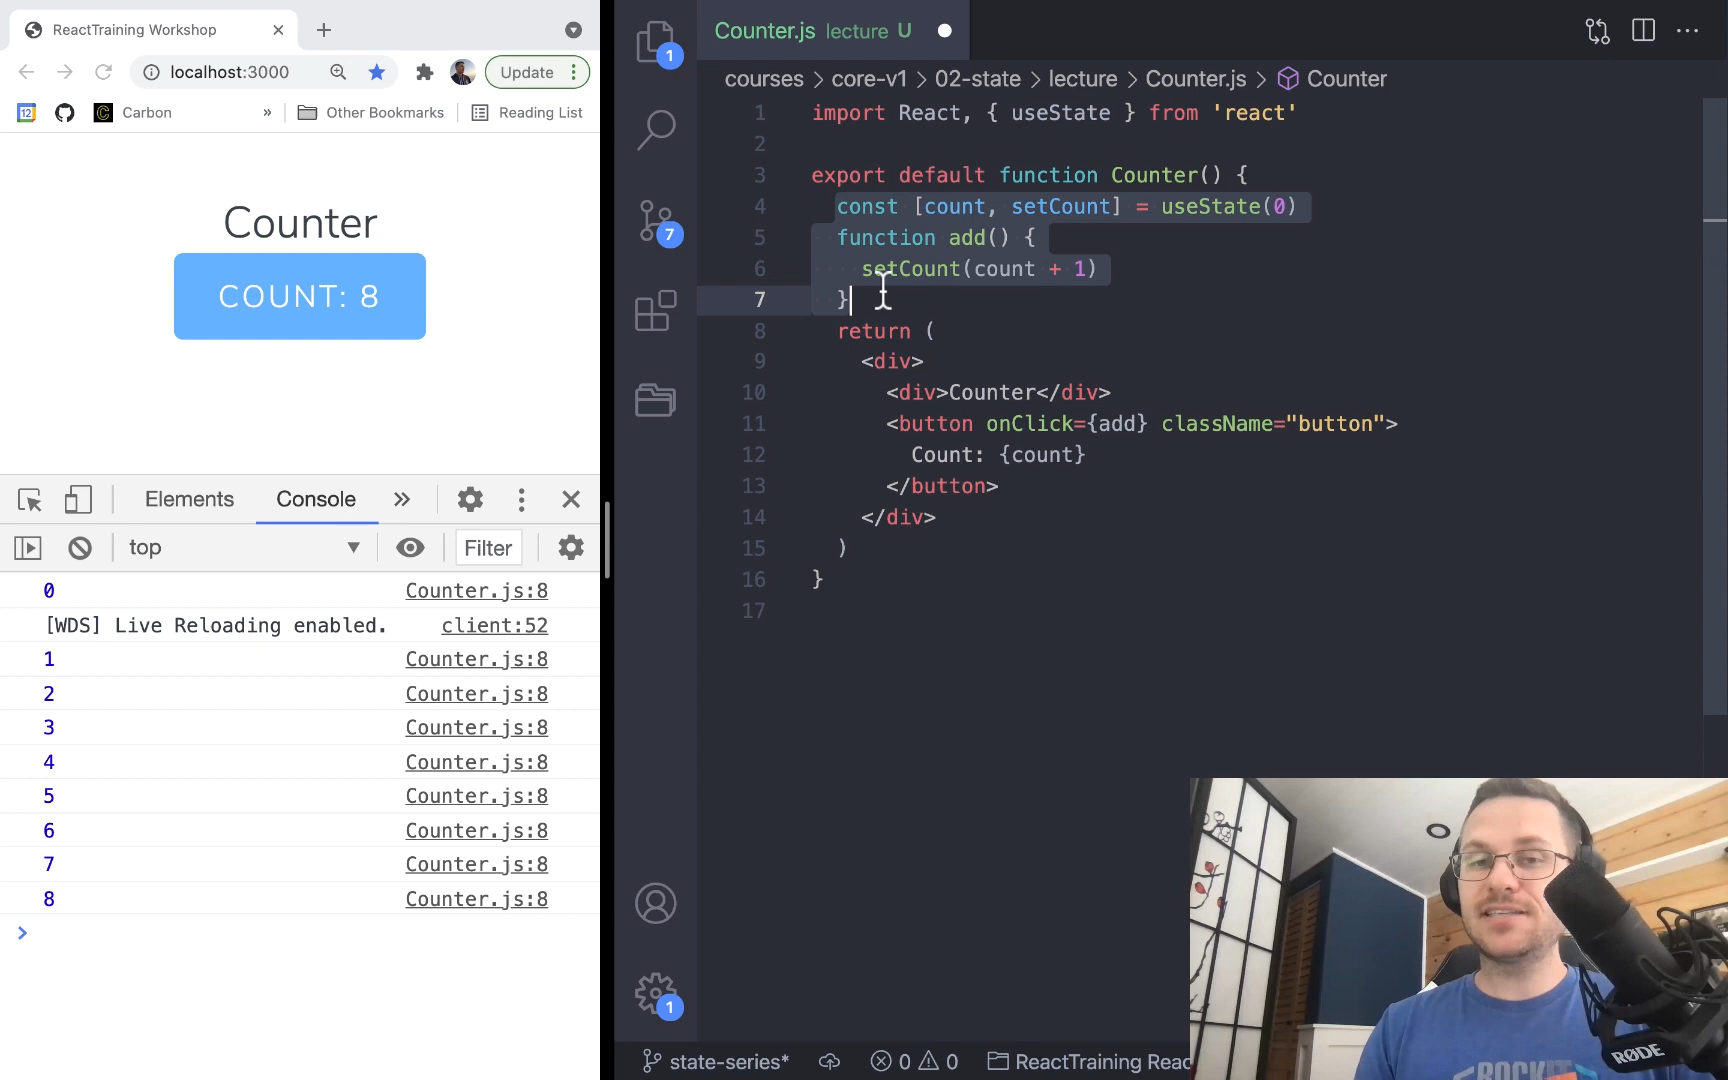 ReactTraining Workshop
localhost:3000
Update
12
Carbon
»
Other Bookmarks
Reading List
Counter
COUNT: 8
Elements
Console
»
top
Filter
0 Counter.js:8
[WDS] Live Reloading enabled. client:52
1 Counter.js:8
2 Counter.js:8
3 Counter.js:8
4 Counter.js:8
5 Counter.js:8
6 Counter.js:8
7 Counter.js:8
8 Counter.js:8
>
1
7
1
Counter.js lecture U
courses > core-v1 > 02-state > lecture > Counter.js > Counter
1 import React, { useState } from 'react'
2
3 export default function Counter() {
4 const [count, setCount] = useState(0)
5 function add() {
6 setCount(count + 1)
7 }
8 return (
9 <div>
10 <div>Counter</div>
11 <button onClick={add} className="button">
12 Count: {count}
13 </button>
14 </div>
15 )
16 }
17
state-series*
0
0
ReactTraining Reac
RØDE